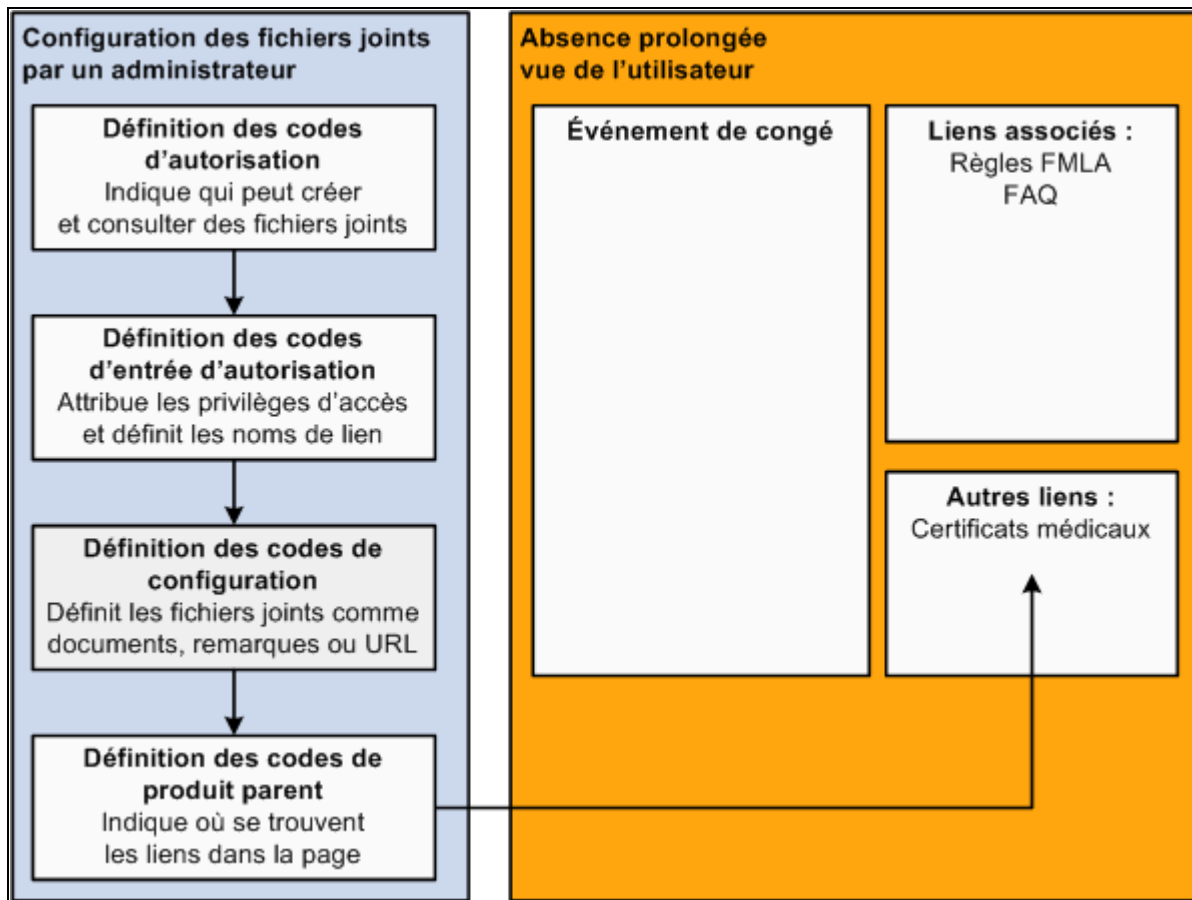 Configuration des fichiers joints
par un administrateur
Définition des codes
d'autorisation
Indique qui peut créer
et consulter des fichiers joints
Définition des codes
d'entrée d'autorisation
Attribue les privilèges d'accès
et définit les noms de lien
Définition des codes de
configuration
Définit les fichiers joints comme
documents, remarques ou URL
Définition des codes de
produit parent
Indique où se trouvent
les liens dans la page
Absence prolongée
vue de l'utilisateur
Événement de congé
Liens associés :
Règles FMLA
FAQ
Autres liens :
Certificats médicaux